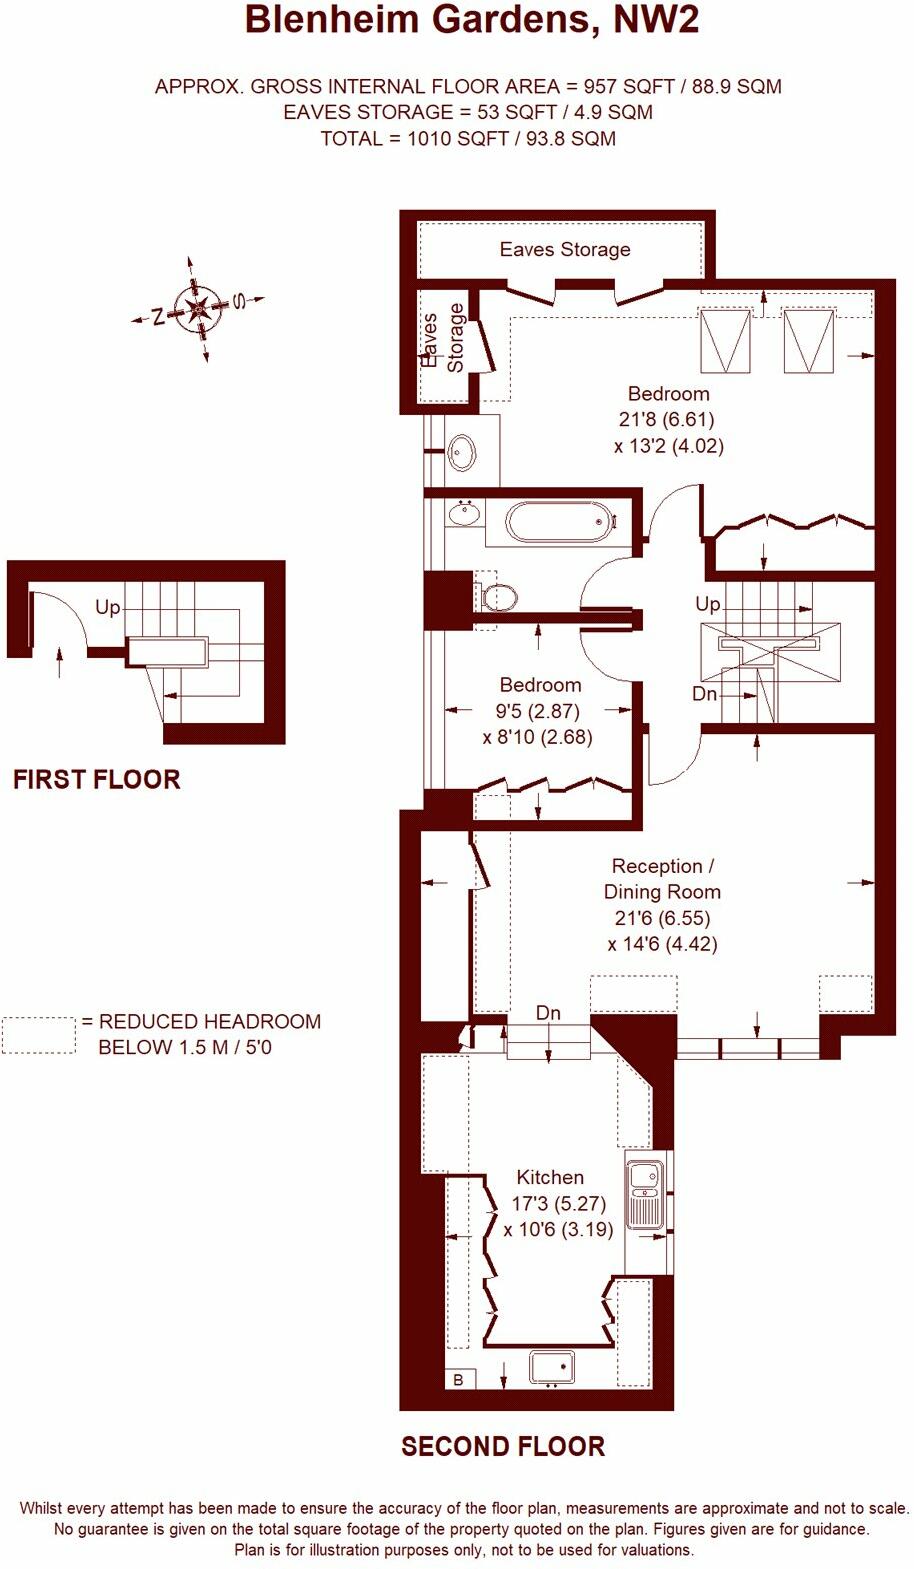 Blenheim Gardens, NW2
APPROX. GROSS INTERNAL FLOOR AREA = 957 SQFT / 88.9 SQM
EAVES STORAGE = 53 SQFT / 4.9 SQM
TOTAL = 1010 SQFT / 93.8 SQM
Eaves Storage
N
S
Eaves
Storage
Bedroom
21'8 (6.61)
x 13'2 (4.02)
Up
Up
Dn
Bedroom
9'5 (2.87)
x 8'10 (2.68)
FIRST FLOOR
Reception /
Dining Room
21'6 (6.55)
x 14'6 (4.42)
Dn
= REDUCED HEADROOM
BELOW 1.5 M / 5'0
Kitchen
17'3 (5.27)
x 10'6 (3.19)
B
SECOND FLOOR
Whilst every attempt has been made to ensure the accuracy of the floor plan, measurements are approximate and not to scale.
No guarantee is given on the total square footage of the property quoted on the plan. Figures given are for guidance.
Plan is for illustration purposes only, not to be used for valuations.